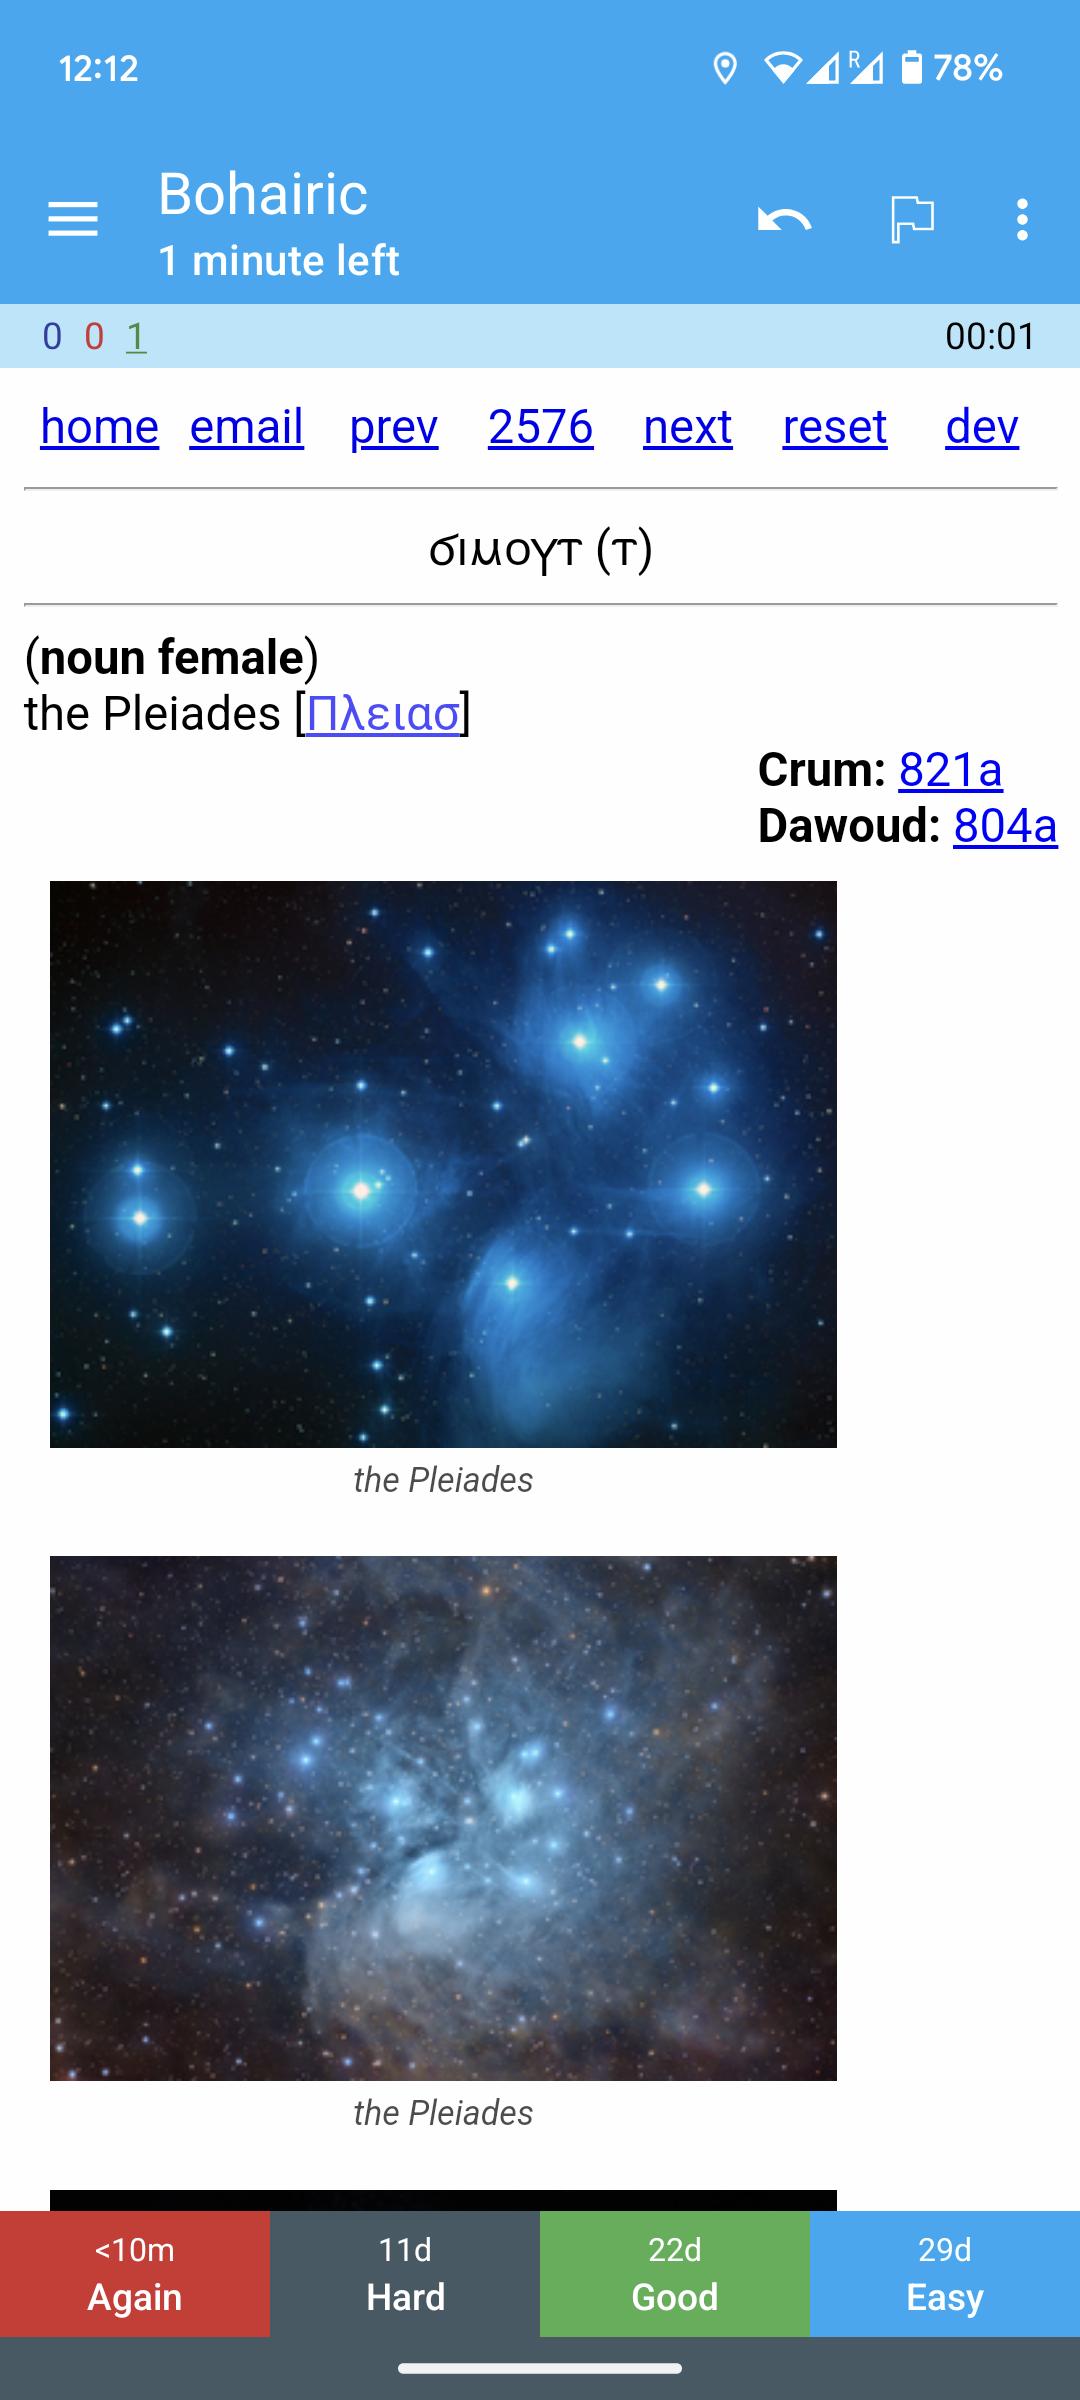 12:12 R 78%
Bohairic
1 minute left
0 0 1 00:01
home email prev 2576 next reset dev
ϭⲓⲙⲟⲩⲧ (ⲧ)
(noun female)
the Pleiades [Πλειασ]
Crum: 821a
Dawoud: 804a
the Pleiades
the Pleiades
<10m 11d 22d 29d
Again Hard Good Easy